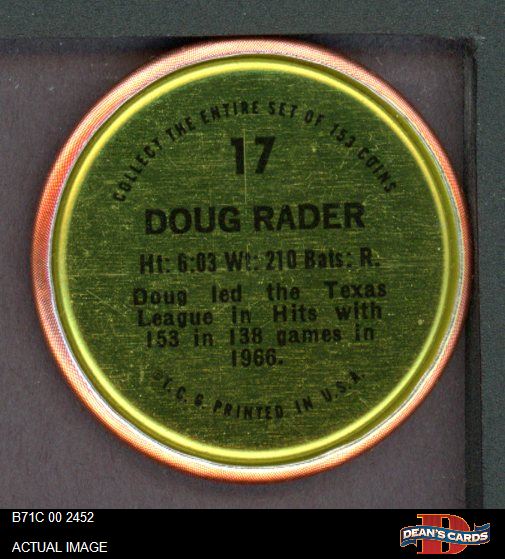 COLLECT THE ENTIRE SET OF 153 COINS
17
DOUG RADER
Ht: 6:03 Wt: 210 Bats: R.
Doug led the Texas
League in Hits with
153 in 138 games in
1966.
©T.C.G. PRINTED IN U.S.A.
B71C 00 2452
ACTUAL IMAGE
D
DEAN'S CARDS